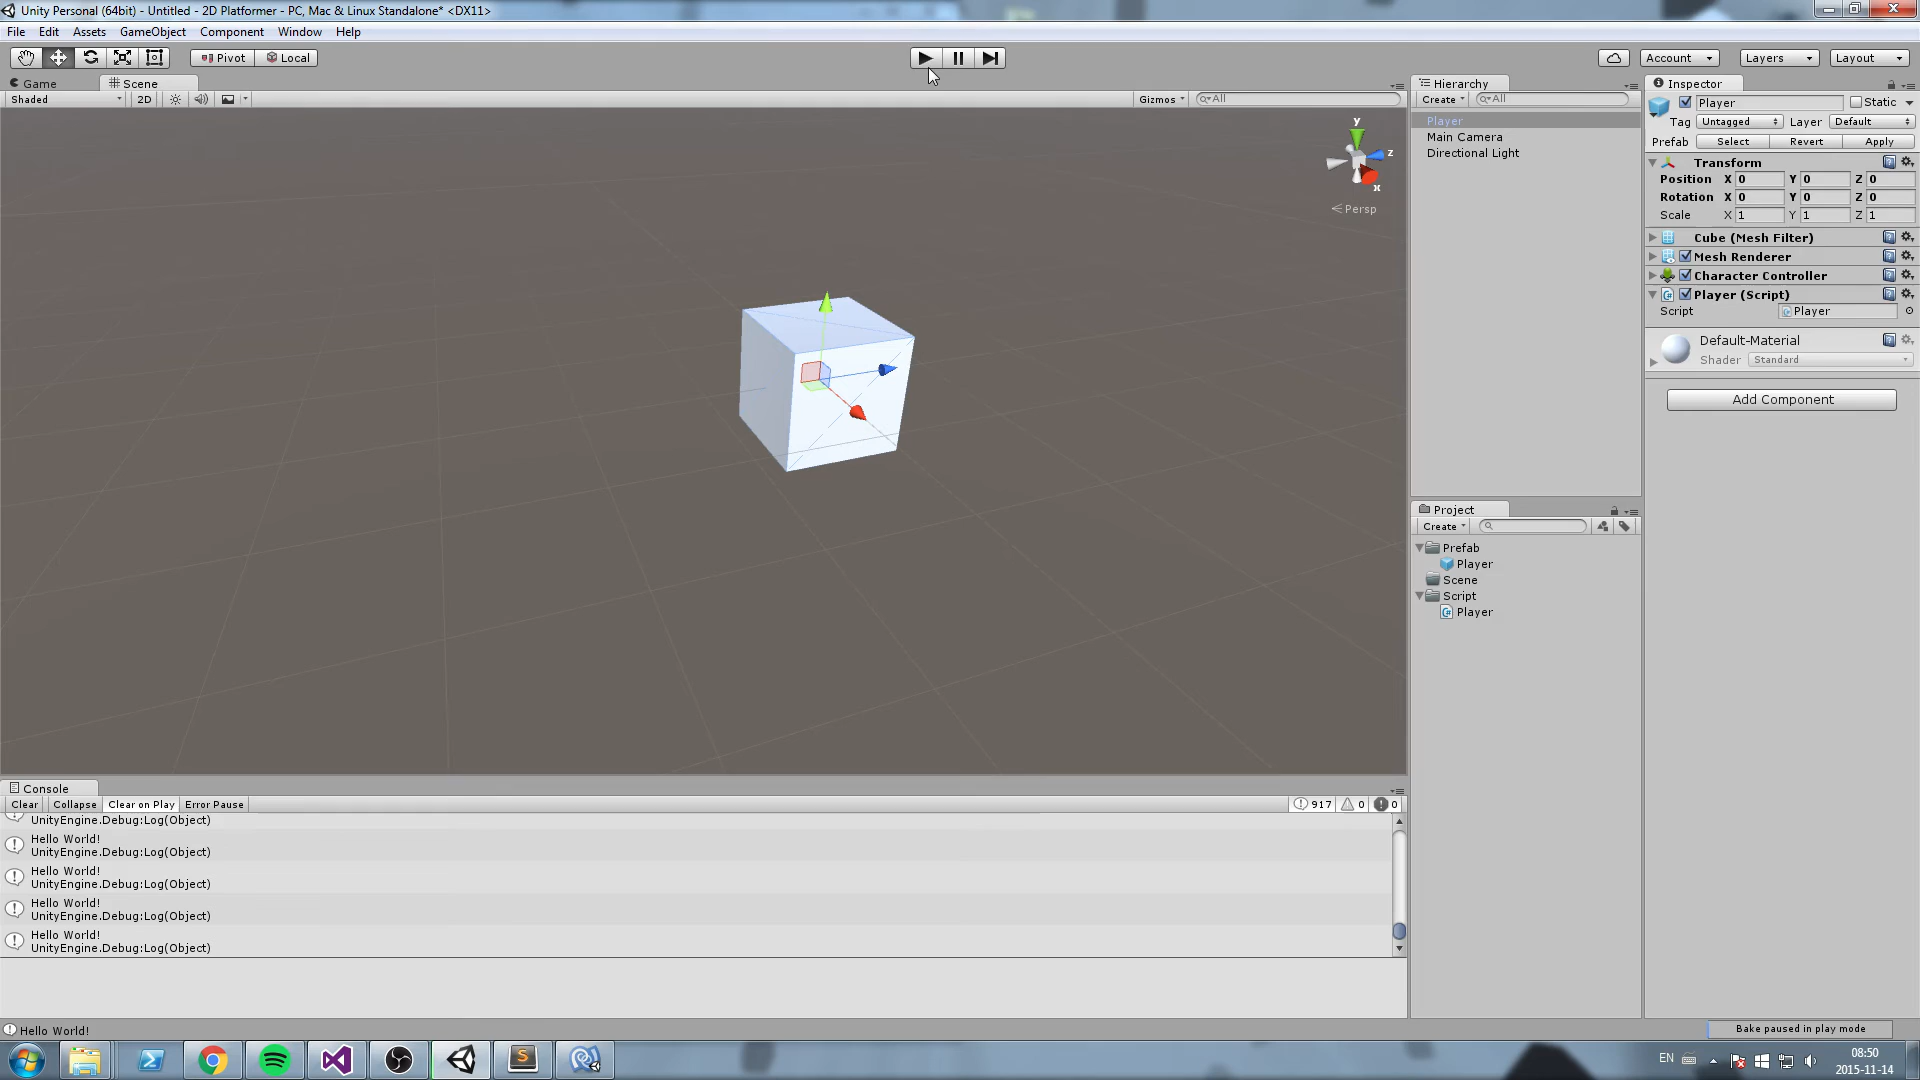 Unity Personal (64bit) - Untitled - 2D Platformer - PC, Mac & Linux Standalone* <DX11>
File Edit Assets GameObject Component Window Help
Pivot Local Account Layers Layout
Game Scene
Shaded 2D Gizmos All
y
z
x
Persp
Hierarchy
Create All
Player
Main Camera
Directional Light
Project
Create
Prefab
Player
Scene
Script
Player
Inspector
Player Static
Tag Untagged Layer Default
Prefab Select Revert Apply
Transform
Position X 0 Y 0 Z 0
Rotation X 0 Y 0 Z 0
Scale X 1 Y 1 Z 1
Cube (Mesh Filter)
Mesh Renderer
Character Controller
Player (Script)
Script Player
Default-Material
Shader Standard
Add Component
Console
Clear Collapse Clear on Play Error Pause 917 0 0
UnityEngine.Debug:Log(Object)
Hello World!
UnityEngine.Debug:Log(Object)
Hello World!
UnityEngine.Debug:Log(Object)
Hello World!
UnityEngine.Debug:Log(Object)
Hello World!
UnityEngine.Debug:Log(Object)
Hello World!
Bake paused in play mode
EN
08:50
2015-11-14